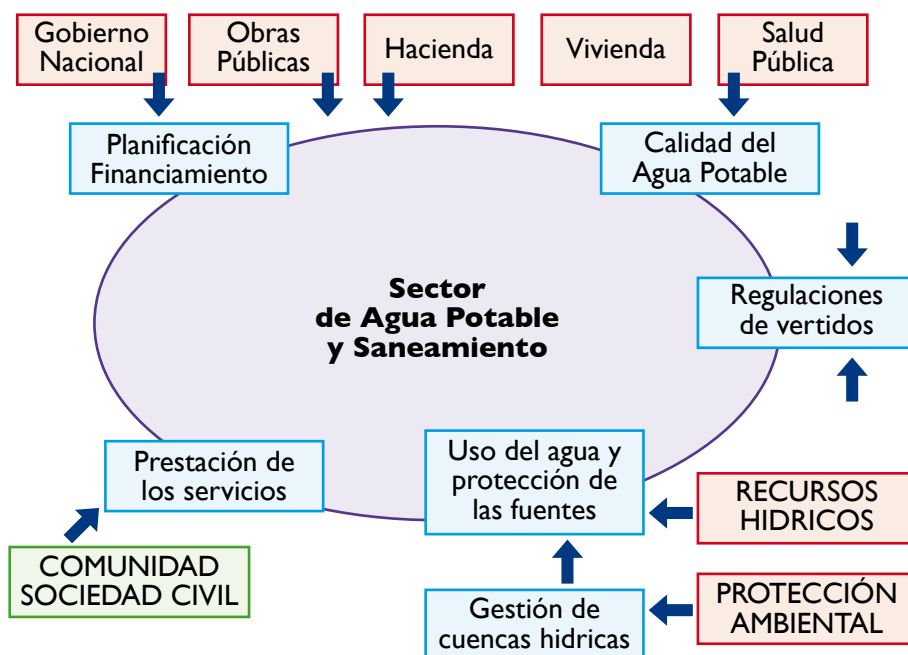 Gobierno
Nacional
Obras
Públicas
Hacienda
Vivienda
Salud
Pública
Planificación
Financiamiento
Calidad del
Agua Potable
Sector
de Agua Potable
y Saneamiento
Regulaciones
de vertidos
Prestación de
los servicios
Uso del agua y
protección de
las fuentes
RECURSOS
HIDRICOS
COMUNIDAD
SOCIEDAD CIVIL
Gestión de
cuencas hidricas
PROTECCIÓN
AMBIENTAL